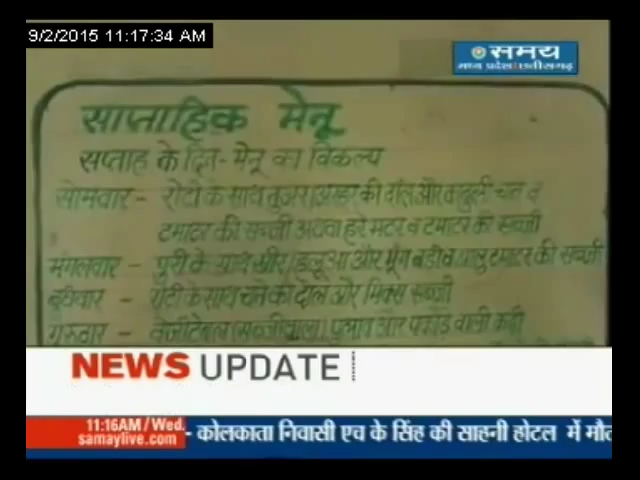 9/2/2015 11:17:34 AM
समय
मध्य प्रदेश/छत्तीसगढ़
साप्ताहिक मेनू
सप्ताह के दिन - मेनू का विकल्प
सोमवार - रोटी के साथ तुअर/अरहर की दाल और काबुली चने व
टमाटर की सब्जी अथवा हरे मटर व टमाटर की सब्जी
मंगलवार - पुरी के साथ खीर/हलुआ और मूँग बडी व आलु टमाटर की सब्जी
बुधवार - रोटी के साथ चने की दाल और मिक्स सब्जी
गुरुवार - वेजीटेबल (सब्जीवाला) पुलाव और पकोडे वाली कढ़ी
NEWS UPDATE
11:16AM/Wed.
samaylive.com
- कोलकाता निवासी एच के सिंह की साहनी होटल में मौत